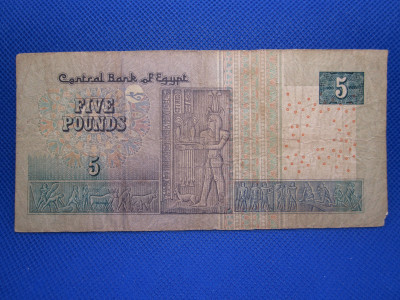 Central Bank of Egypt
FIVE
POUNDS
5
5